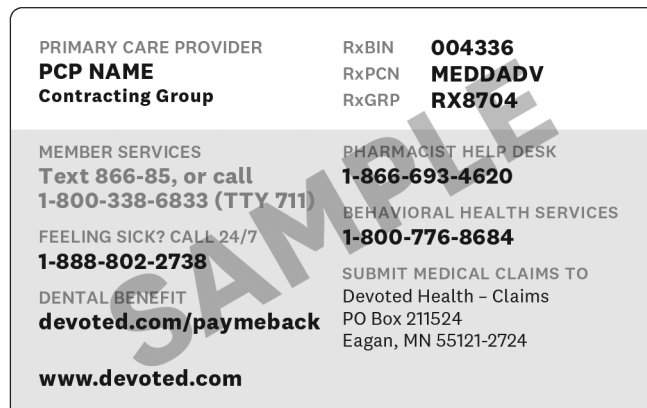 PRIMARY CARE PROVIDER
PCP NAME
Contracting Group
RxBIN 004336
RxPCN MEDDADV
RxGRP RX8704
MEMBER SERVICES
Text 866-85, or call
1-800-338-6833 (TTY 711)
FEELING SICK? CALL 24/7
1-888-802-2738
DENTAL BENEFIT
devoted.com/paymeback
www.devoted.com
PHARMACIST HELP DESK
1-866-693-4620
BEHAVIORAL HEALTH SERVICES
1-800-776-8684
SUBMIT MEDICAL CLAIMS TO
Devoted Health – Claims
PO Box 211524
Eagan, MN 55121-2724
SAMPLE